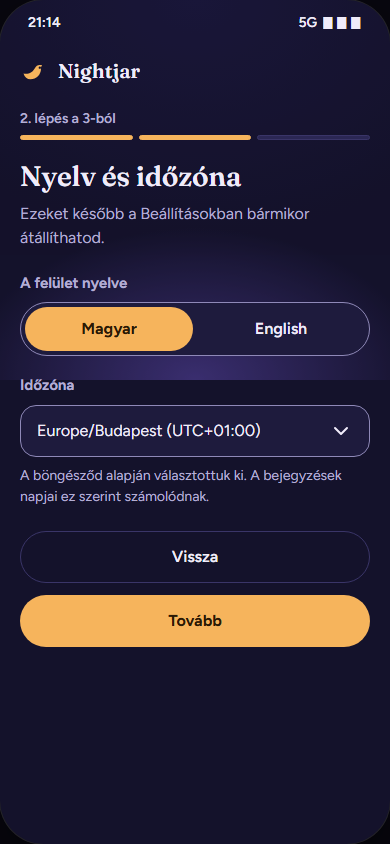 21:14
5G
Nightjar
2. lépés a 3-ból
Nyelv és időzóna
Ezeket később a Beállításokban bármikor
átállíthatod.
A felület nyelve
Magyar
English
Időzóna
Europe/Budapest (UTC+01:00)
A böngésződ alapján választottuk ki. A bejegyzések
napjai ez szerint számolódnak.
Vissza
Tovább